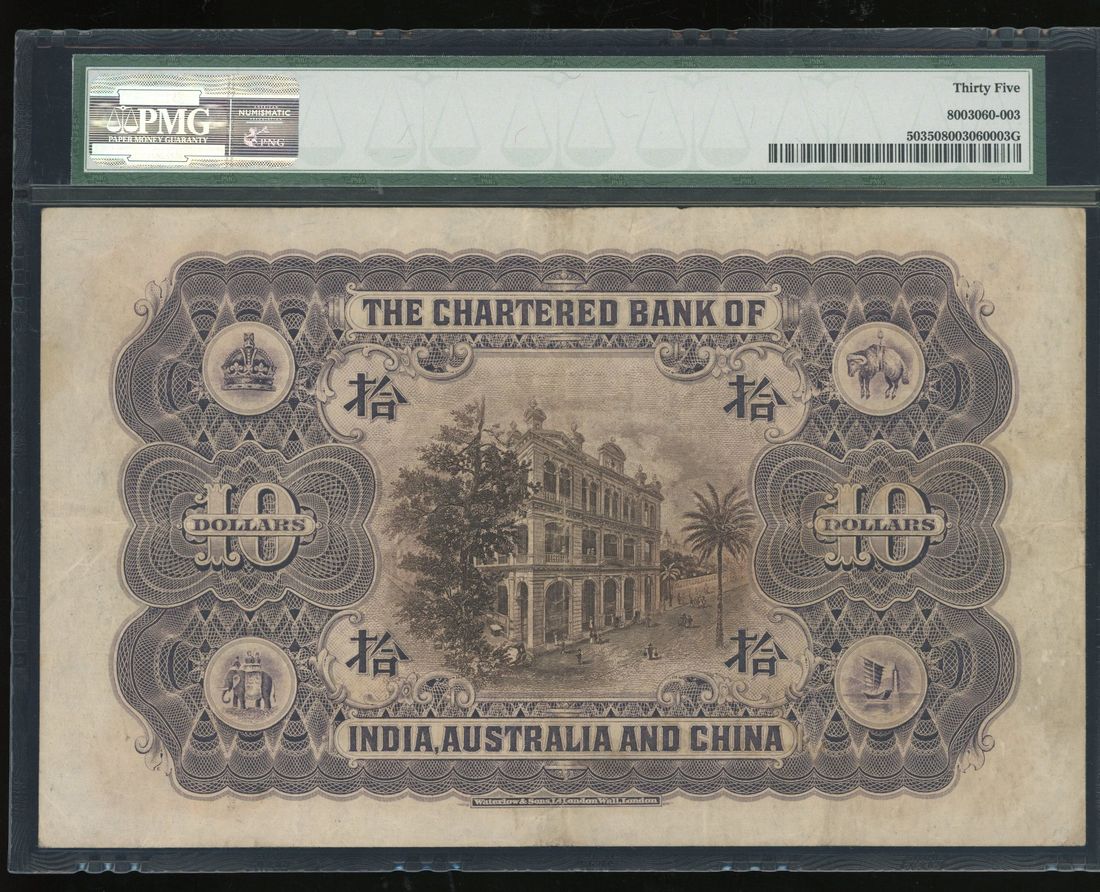 PMG
PAPER MONEY GUARANTY
NUMISMATIC
PNG
Thirty Five
8003060-003
503508003060003G
THE CHARTERED BANK OF
拾 拾
10 10
DOLLARS DOLLARS
拾 拾
INDIA, AUSTRALIA AND CHINA
Waterlow & Sons, Ld London Wall, London